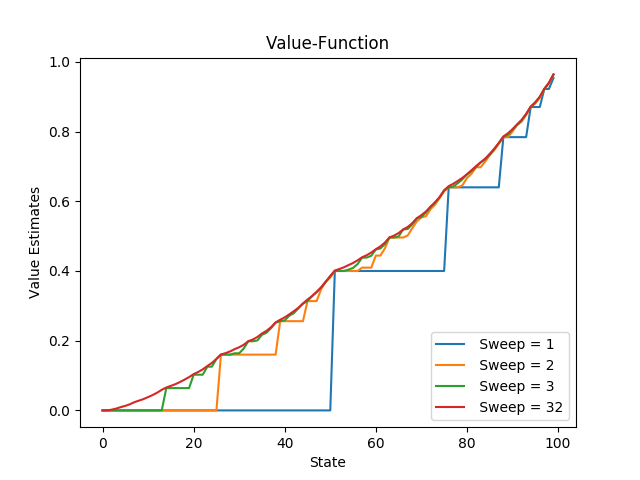 Value-Function
1.0
0.8
0.6
0.4
0.2
0.0
Value Estimates
0 20 40 60 80 100
State
Sweep = 1
Sweep = 2
Sweep = 3
Sweep = 32